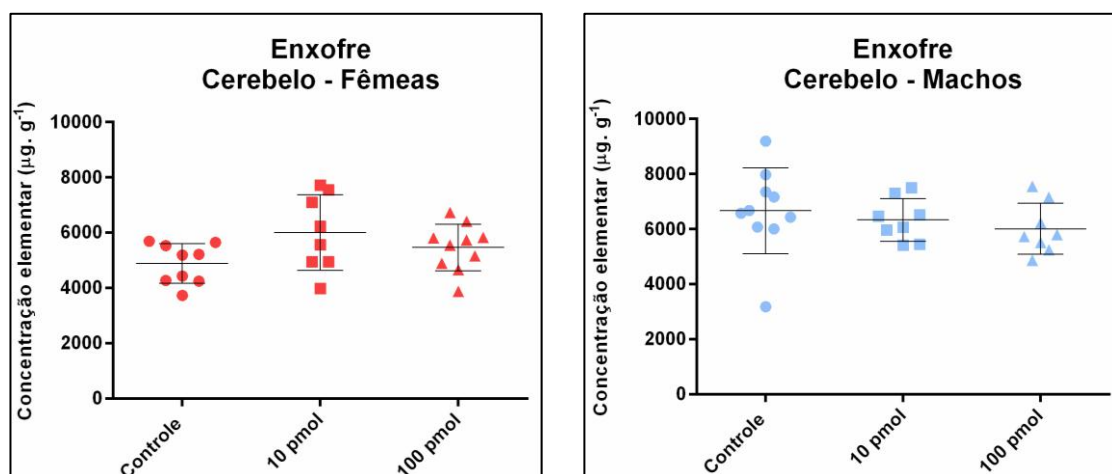 Enxofre
Cerebelo - Fêmeas
Concentração elementar (µg. g⁻¹)
10000
8000
6000
4000
2000
0
Controle
10 pmol
100 pmol
Enxofre
Cerebelo - Machos
Concentração elementar (µg. g⁻¹)
10000
8000
6000
4000
2000
0
Controle
10 pmol
100 pmol